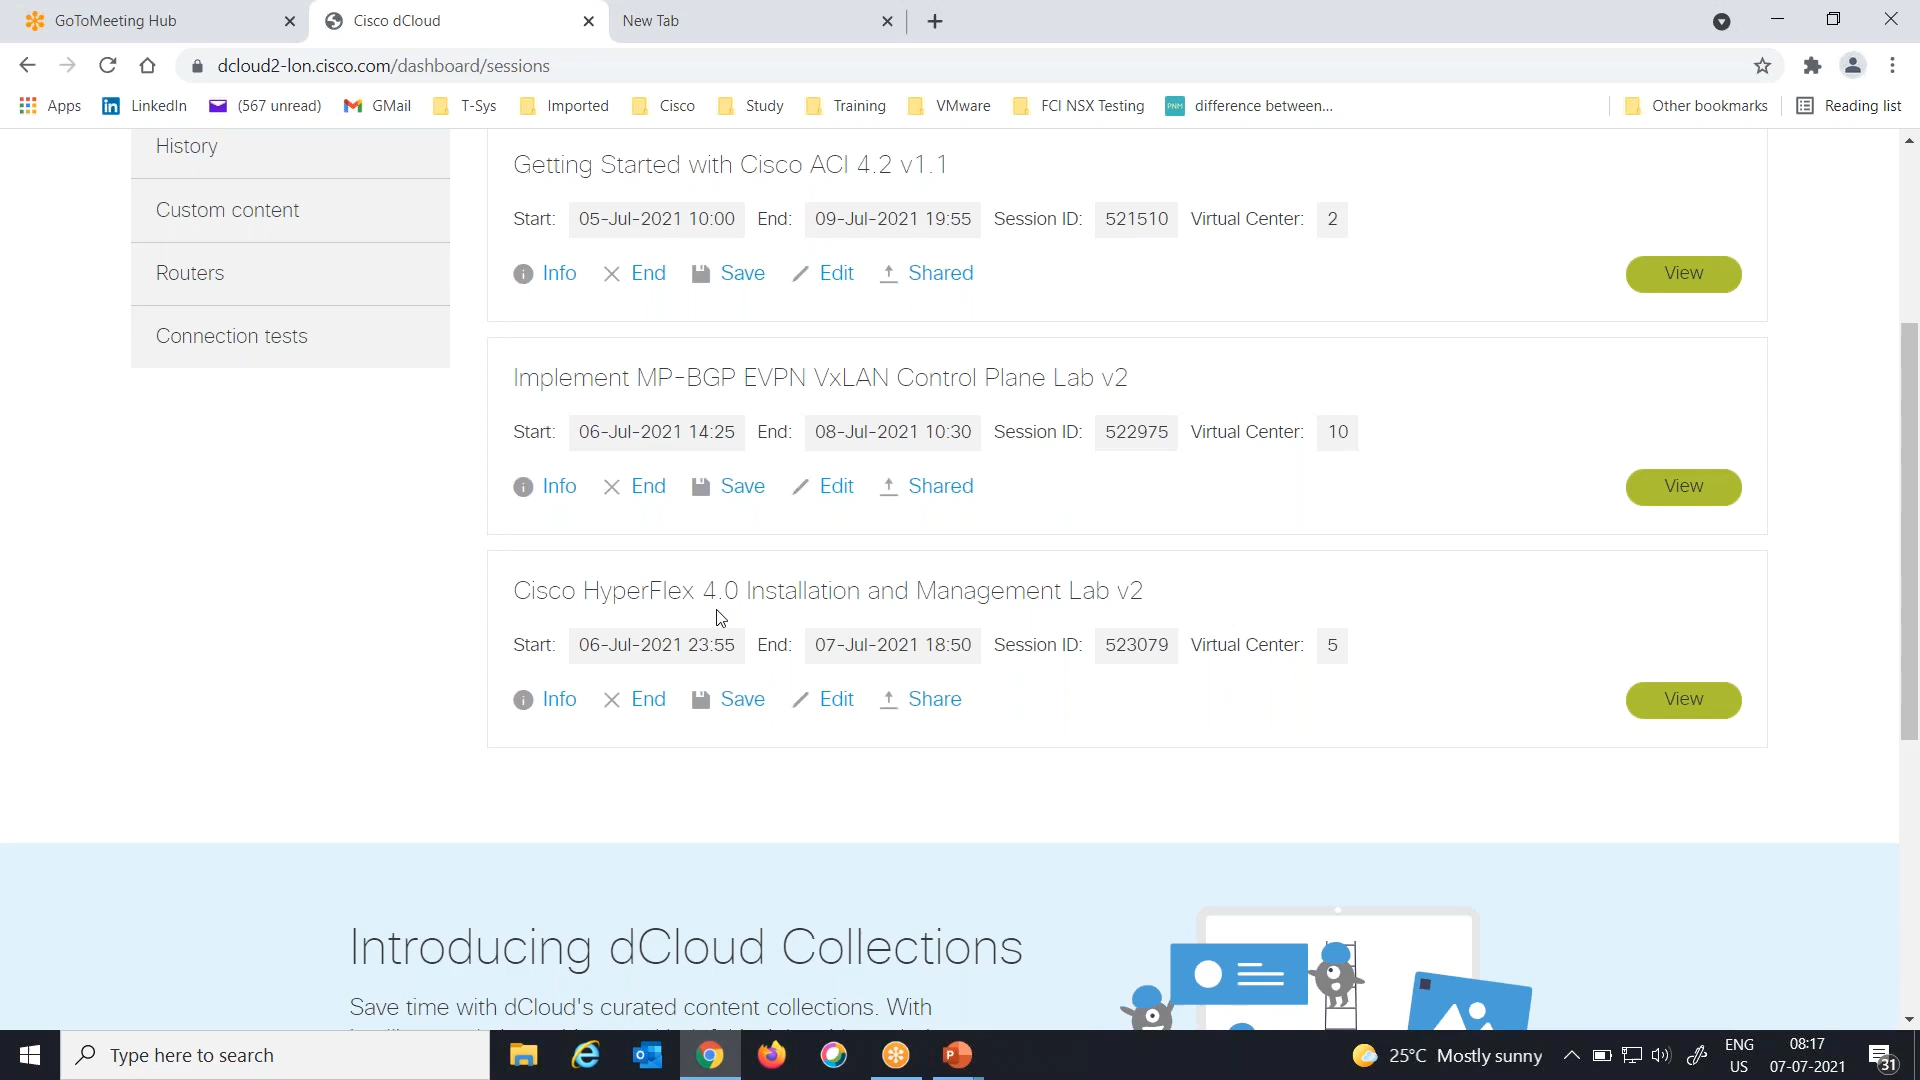 GoToMeeting Hub
Cisco dCloud
New Tab
dcloud2-lon.cisco.com/dashboard/sessions
Apps
LinkedIn
(567 unread)
GMail
T-Sys
Imported
Cisco
Study
Training
VMware
FCI NSX Testing
PNM difference between...
Other bookmarks
Reading list
History
Custom content
Routers
Connection tests
Getting Started with Cisco ACI 4.2 v1.1
Start: 05-Jul-2021 10:00 End: 09-Jul-2021 19:55 Session ID: 521510 Virtual Center: 2
Info End Save Edit Shared View
Implement MP-BGP EVPN VxLAN Control Plane Lab v2
Start: 06-Jul-2021 14:25 End: 08-Jul-2021 10:30 Session ID: 522975 Virtual Center: 10
Info End Save Edit Shared View
Cisco HyperFlex 4.0 Installation and Management Lab v2
Start: 06-Jul-2021 23:55 End: 07-Jul-2021 18:50 Session ID: 523079 Virtual Center: 5
Info End Save Edit Share View
Introducing dCloud Collections
Save time with dCloud's curated content collections. With
Type here to search
25°C Mostly sunny
ENG
US
08:17
07-07-2021
31